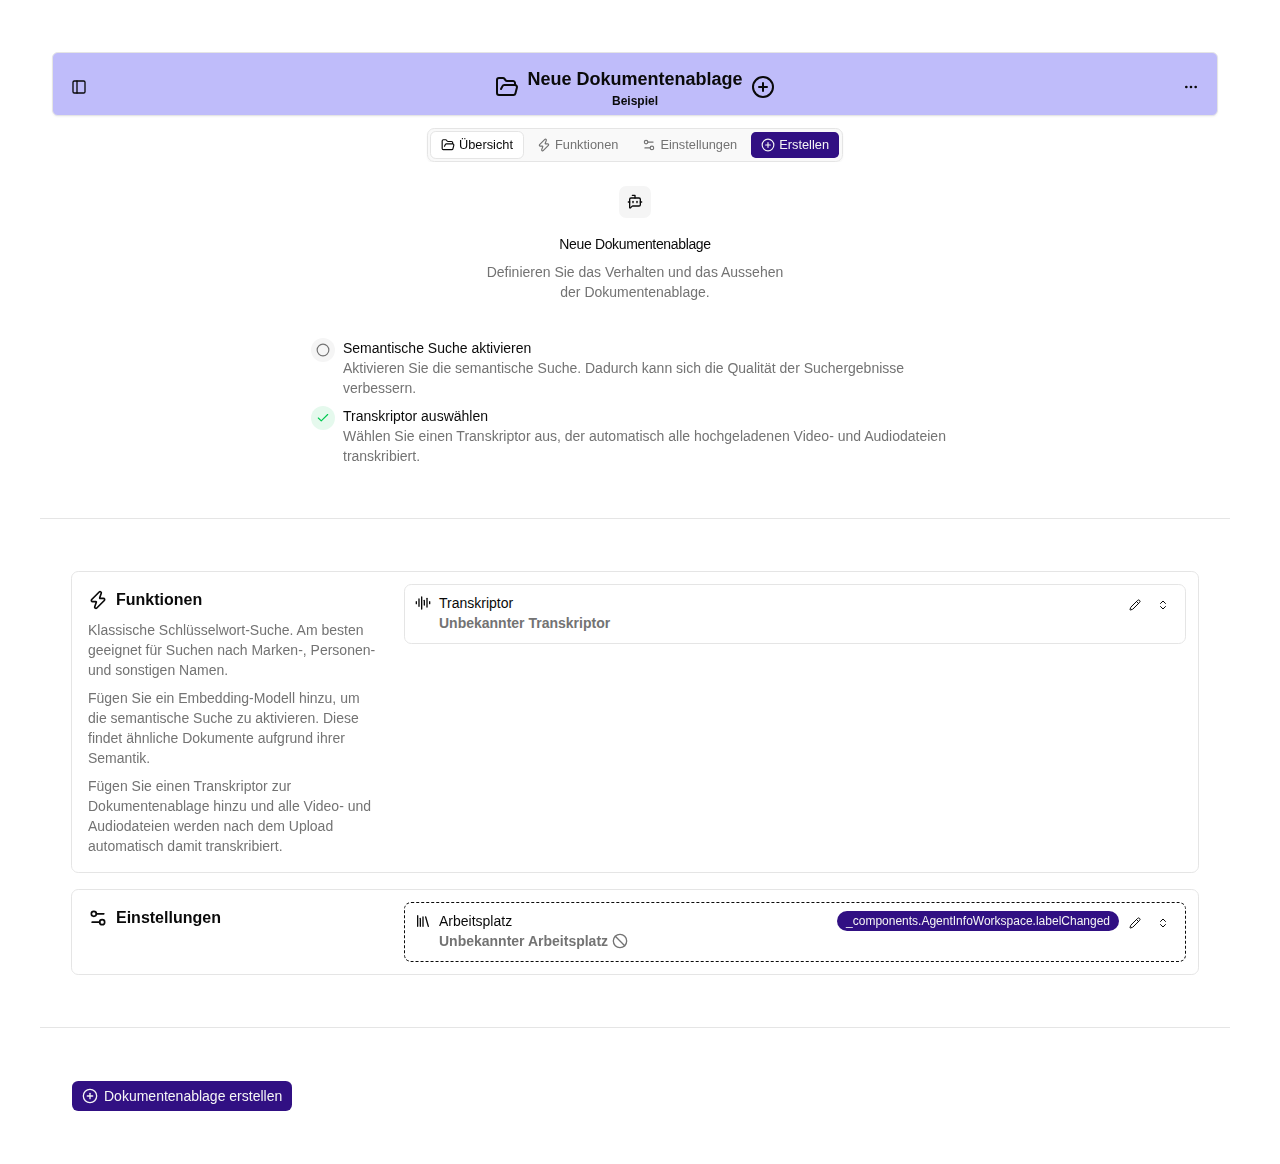 Neue Dokumentenablage
Beispiel
Übersicht
Funktionen
Einstellungen
Erstellen
Neue Dokumentenablage
Definieren Sie das Verhalten und das Aussehen
der Dokumentenablage.
Semantische Suche aktivieren
Aktivieren Sie die semantische Suche. Dadurch kann sich die Qualität der Suchergebnisse
verbessern.
Transkriptor auswählen
Wählen Sie einen Transkriptor aus, der automatisch alle hochgeladenen Video- und Audiodateien
transkribiert.
Funktionen
Klassische Schlüsselwort-Suche. Am besten
geeignet für Suchen nach Marken-, Personen-
und sonstigen Namen.
Fügen Sie ein Embedding-Modell hinzu, um
die semantische Suche zu aktivieren. Diese
findet ähnliche Dokumente aufgrund ihrer
Semantik.
Fügen Sie einen Transkriptor zur
Dokumentenablage hinzu und alle Video- und
Audiodateien werden nach dem Upload
automatisch damit transkribiert.
Transkriptor
Unbekannter Transkriptor
Einstellungen
Arbeitsplatz
_components.AgentInfoWorkspace.labelChanged
Unbekannter Arbeitsplatz
Dokumentenablage erstellen